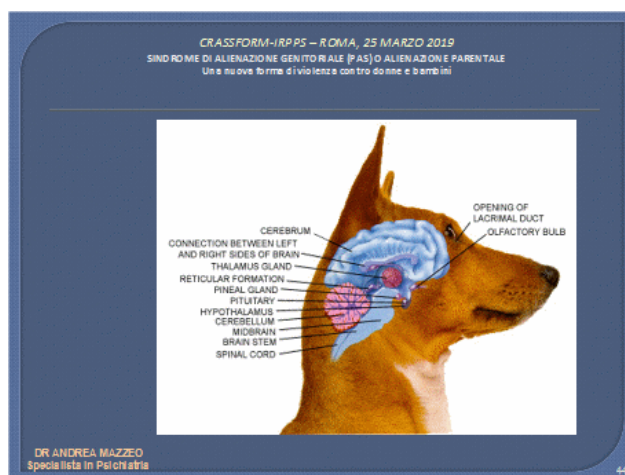 CRASSFORM-IRPPS – ROMA, 25 MARZO 2019
SINDROME DI ALIENAZIONE GENITORIALE (PAS) O ALIENAZIONE PARENTALE
Una nuova forma di violenza contro donne e bambini
OPENING OF
LACRIMAL DUCT
OLFACTORY BULB
CEREBRUM
CONNECTION BETWEEN LEFT
AND RIGHT SIDES OF BRAIN
THALAMUS GLAND
RETICULAR FORMATION
PINEAL GLAND
PITUITARY
HYPOTHALAMUS
CEREBELLUM
MIDBRAIN
BRAIN STEM
SPINAL CORD
DR ANDREA MAZZEO
Specialista in Psichiatria